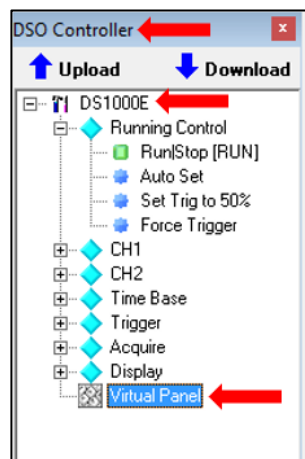 DSO Controller x
Upload Download
DS1000E
Running Control
Run|Stop [RUN]
Auto Set
Set Trig to 50%
Force Trigger
CH1
CH2
Time Base
Trigger
Acquire
Display
Virtual Panel